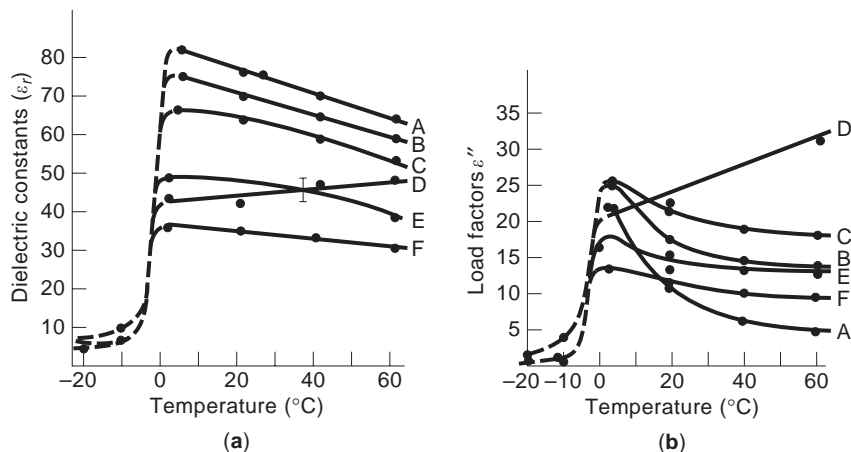 Dielectric constants (εr)
80
70
60
50
40
30
20
10
–20
0
20
40
60
A
B
C
D
E
F
Temperature (°C)
(a)
Load factors ε″
35
30
25
20
15
10
5
–20
–10
0
20
40
60
D
C
B
E
F
A
Temperature (°C)
(b)